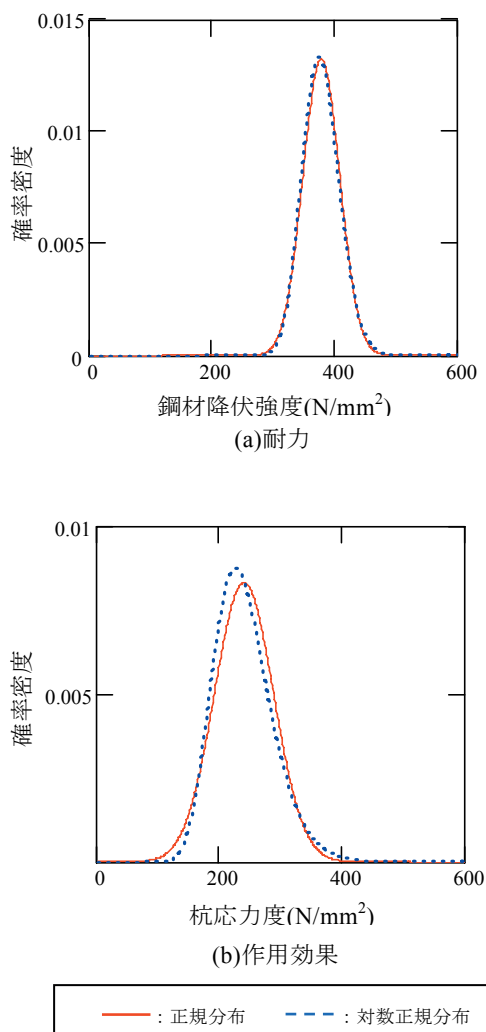 0.015
0.01
0.005
0
確率密度
0 200 400 600
鋼材降伏強度(N/mm²)
(a)耐力
0.01
0.005
確率密度
0 200 400 600
杭応力度(N/mm²)
(b)作用効果
：正規分布 ：対数正規分布